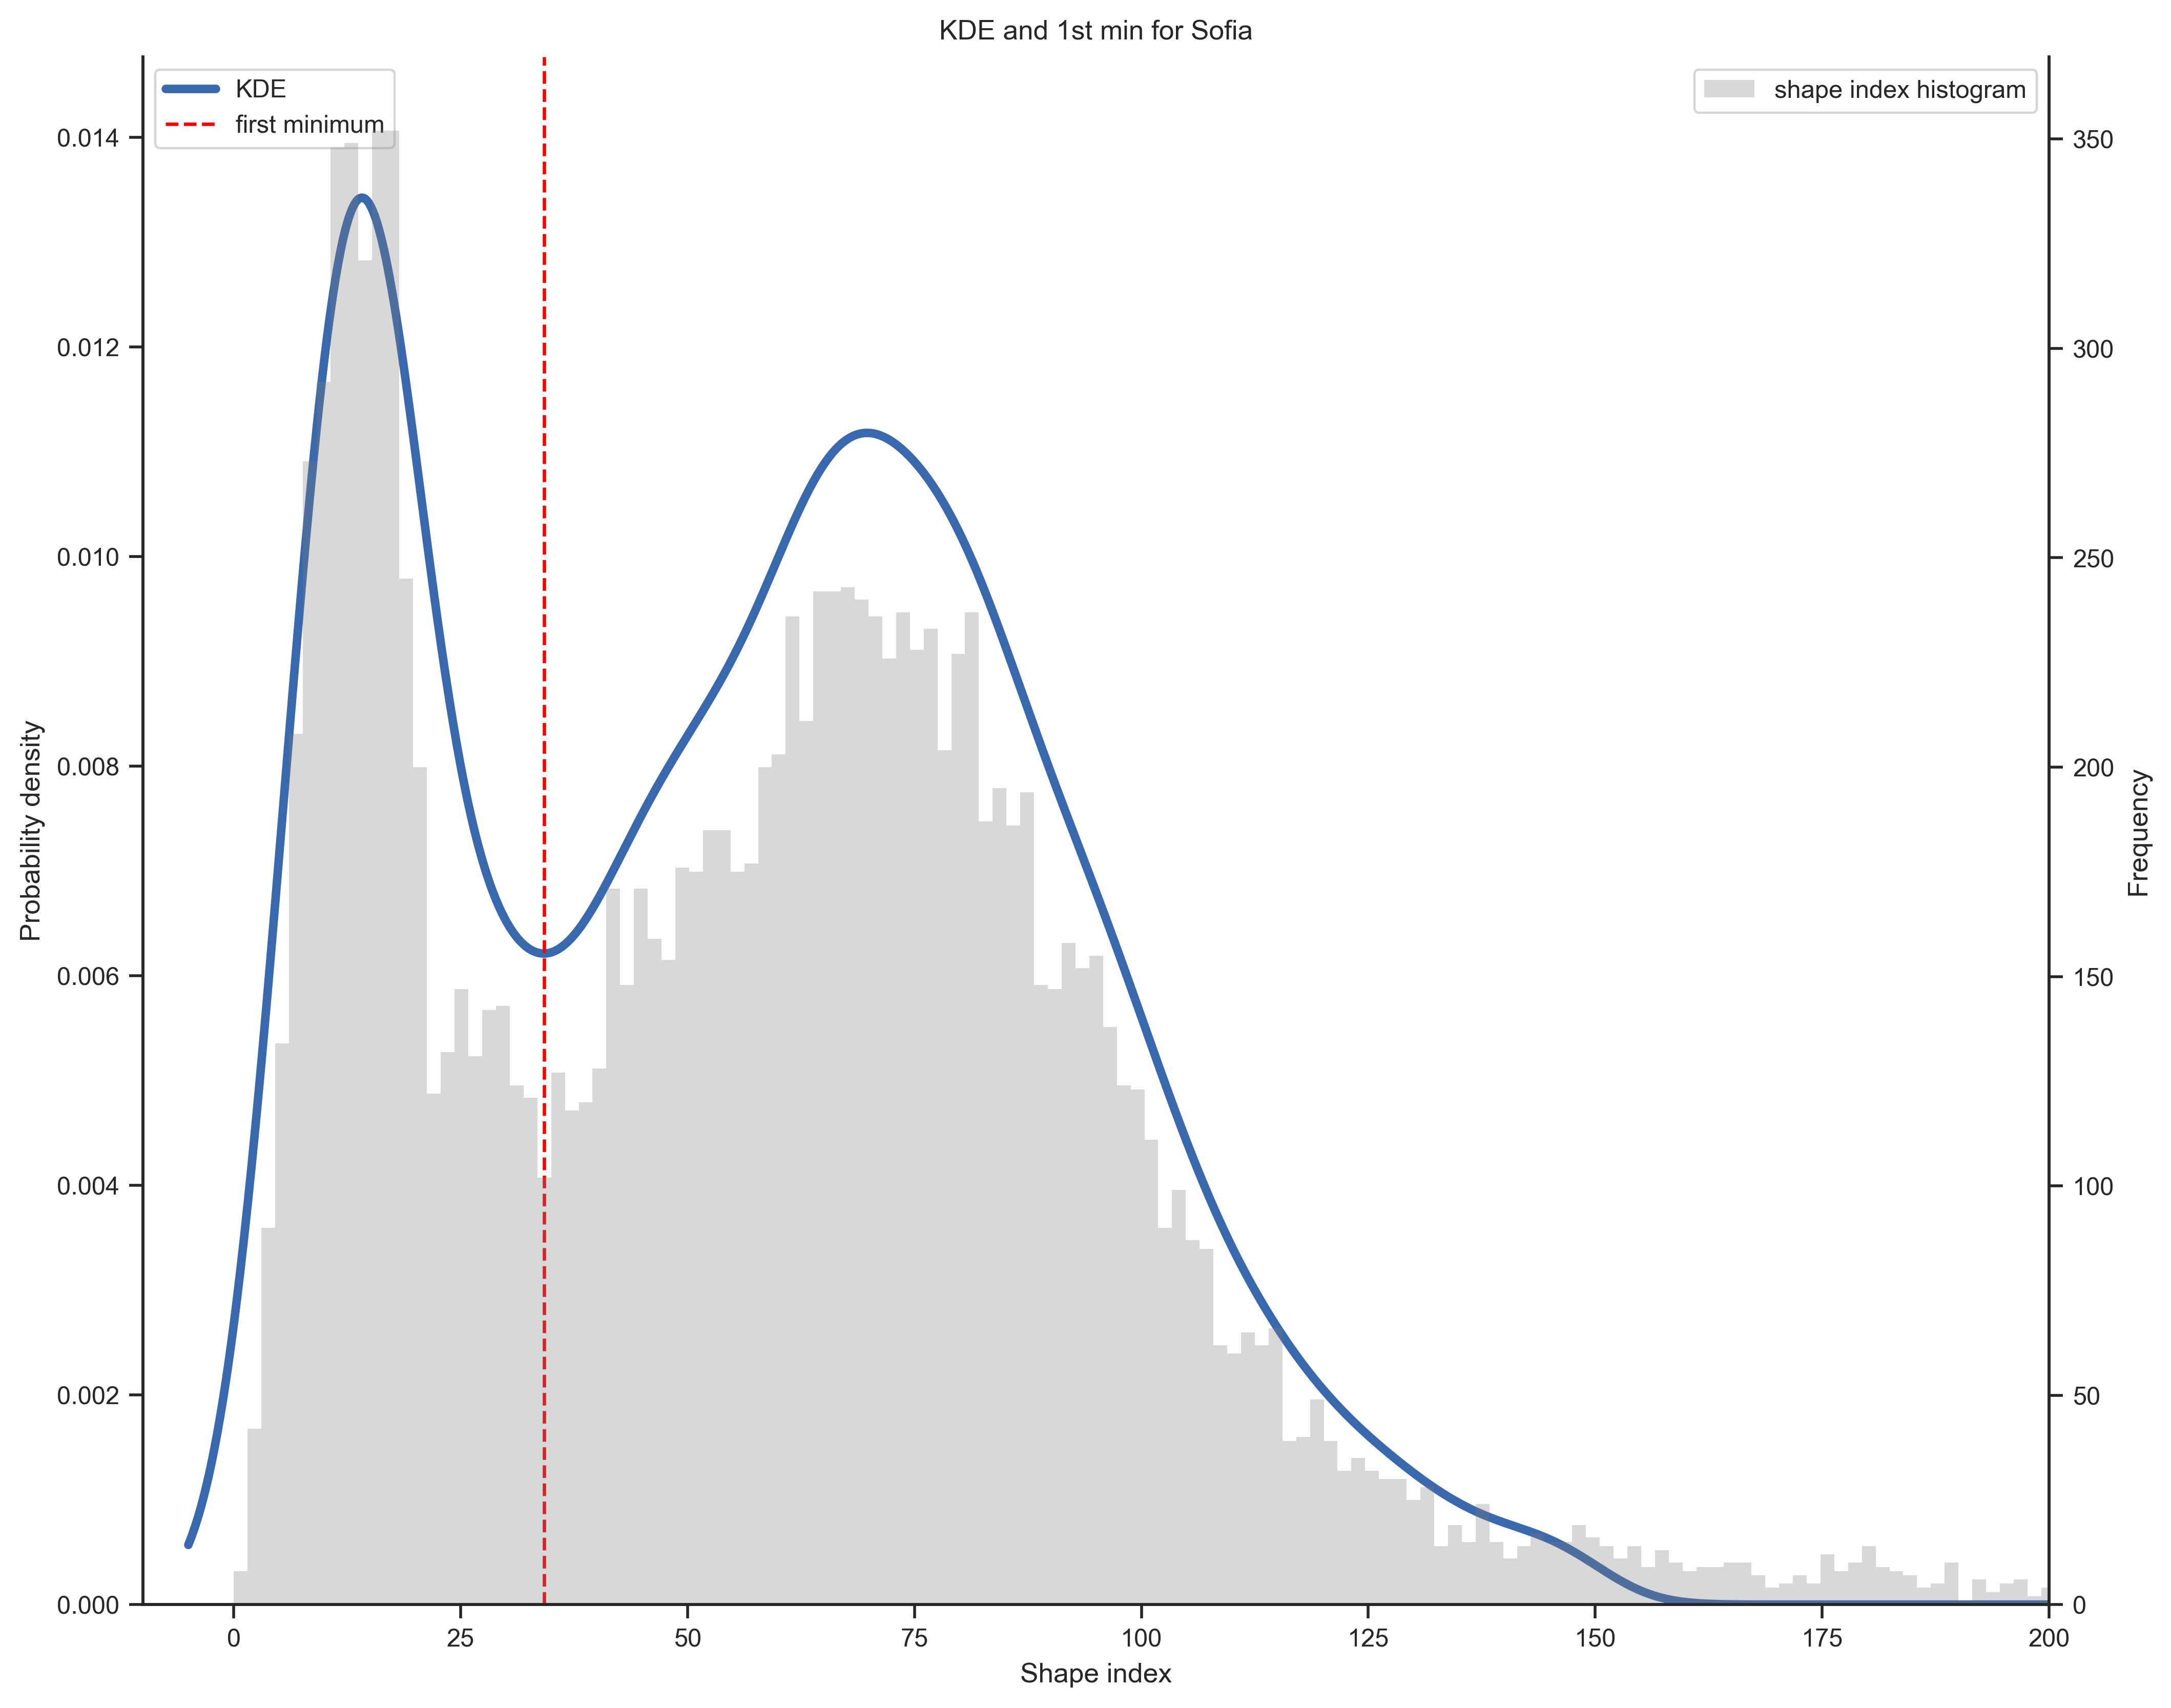 KDE and 1st min for Sofia
KDE
first minimum
shape index histogram
0.014
0.012
0.010
0.008
0.006
0.004
0.002
0.000
Probability density
350
300
250
200
150
100
50
0
Frequency
0 25 50 75 100 125 150 175 200
Shape index